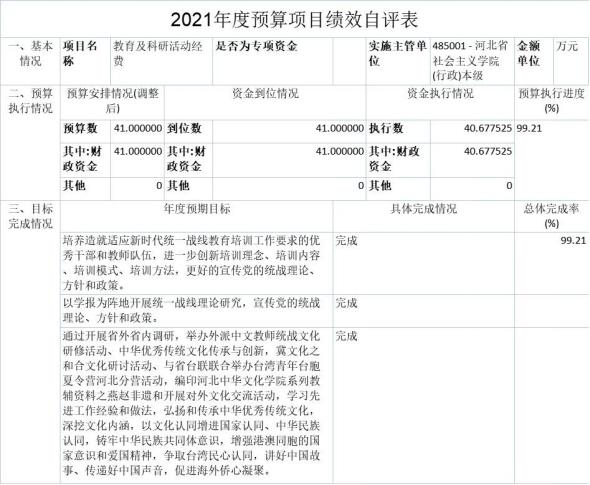 2021年度预算项目绩效自评表
一、基本情况 项目名称 教育及科研活动经费 是否为专项资金 实施主管单位 485001 - 河北省社会主义学院(行政)本级 金额单位 万元
二、预算执行情况 预算安排情况(调整后) 资金到位情况 资金执行情况 预算执行进度(%)
预算数 41.000000 到位数 41.000000 执行数 40.677525 99.21
其中:财政资金 41.000000 其中:财政资金 41.000000 其中:财政资金 40.677525
其他 0 其他 0 其他 0
三、目标完成情况 年度预期目标 具体完成情况 总体完成率(%)
培养造就适应新时代统一战线教育培训工作要求的优 完成 99.21
秀干部和教师队伍，进一步创新培训理念、培训内容
、培训模式、培训方法，更好的宣传党的统战理论、
方针和政策。
以学报为阵地开展统一战线理论研究，宣传党的统战 完成
理论、方针和政策。
通过开展省外省内调研，举办外派中文教师统战文化 完成
研修活动、中华优秀传统文化传承与创新，冀文化之
和合文化研讨活动、与省台联联合举办台湾青年台胞
夏令营河北分营活动，编印河北中华文化学院系列教
辅资料之燕赵非遗和开展对外文化交流活动，学习先
进工作经验和做法，弘扬和传承中华优秀传统文化，
深挖文化内涵，以文化认同增进国家认同、中华民族
认同，铸牢中华民族共同体意识，增强港澳同胞的国
家意识和爱国精神，争取台湾民心认同，讲好中国故
事、传递好中国声音，促进海外侨心凝聚。